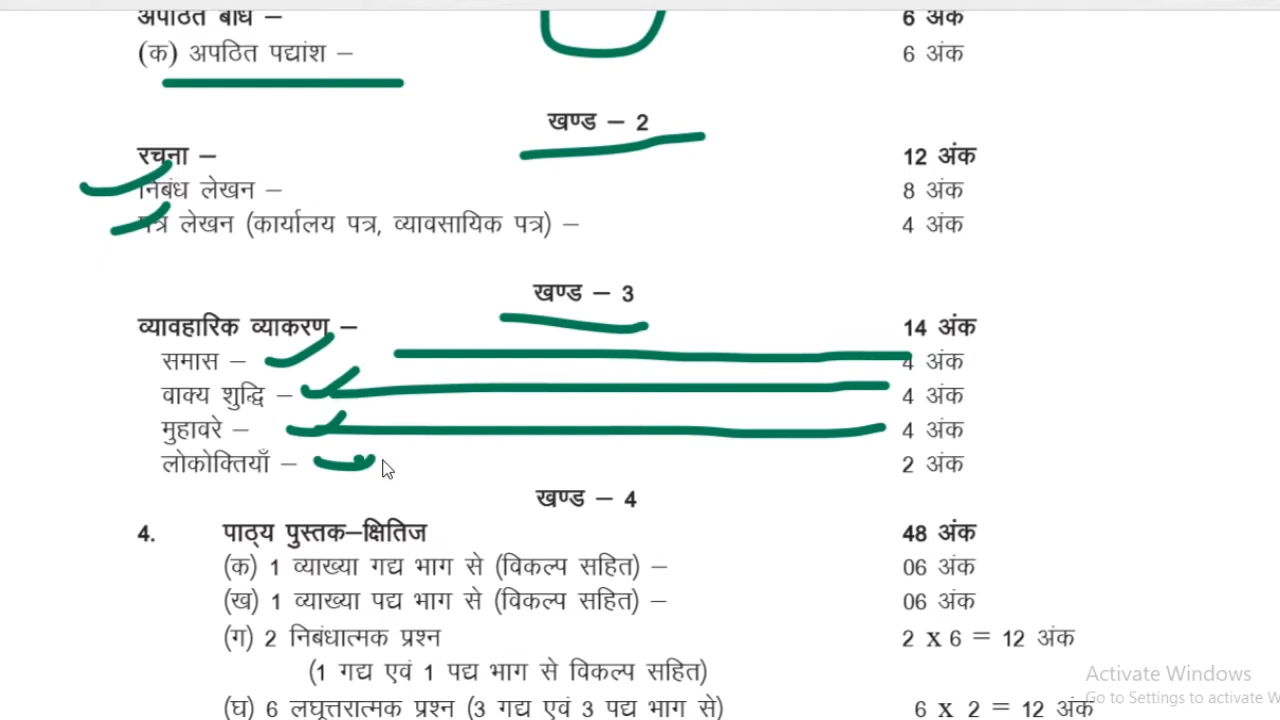 अपठित बोध – 6 अंक
(क) अपठित पद्यांश – 6 अंक
खण्ड – 2
रचना – 12 अंक
निबंध लेखन – 8 अंक
पत्र लेखन (कार्यालय पत्र, व्यावसायिक पत्र) – 4 अंक
खण्ड – 3
व्यावहारिक व्याकरण – 14 अंक
समास – 4 अंक
वाक्य शुद्धि – 4 अंक
मुहावरे – 4 अंक
लोकोक्तियाँ – 2 अंक
खण्ड – 4
4. पाठ्य पुस्तक–क्षितिज 48 अंक
(क) 1 व्याख्या गद्य भाग से (विकल्प सहित) – 06 अंक
(ख) 1 व्याख्या पद्य भाग से (विकल्प सहित) – 06 अंक
(ग) 2 निबंधात्मक प्रश्न 2 x 6 = 12 अंक
(1 गद्य एवं 1 पद्य भाग से विकल्प सहित)
(घ) 6 लघूत्तरात्मक प्रश्न (3 गद्य एवं 3 पद्य भाग से) 6 x 2 = 12 अंक
Activate Windows
Go to Settings to activate W